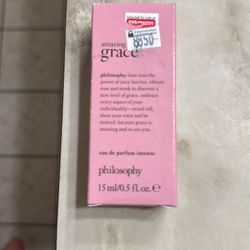 8850
amazing
grace
philosophy: lean into the
power of juicy berries, vibrant
rose and musk to discover a
new level of grace. embrace
every aspect of your
individuality—stand tall,
share your voice and be
noticed. because grace is
amazing and so are you.
eau de parfum intense
philosophy
15 ml/0.5 fl.oz. e